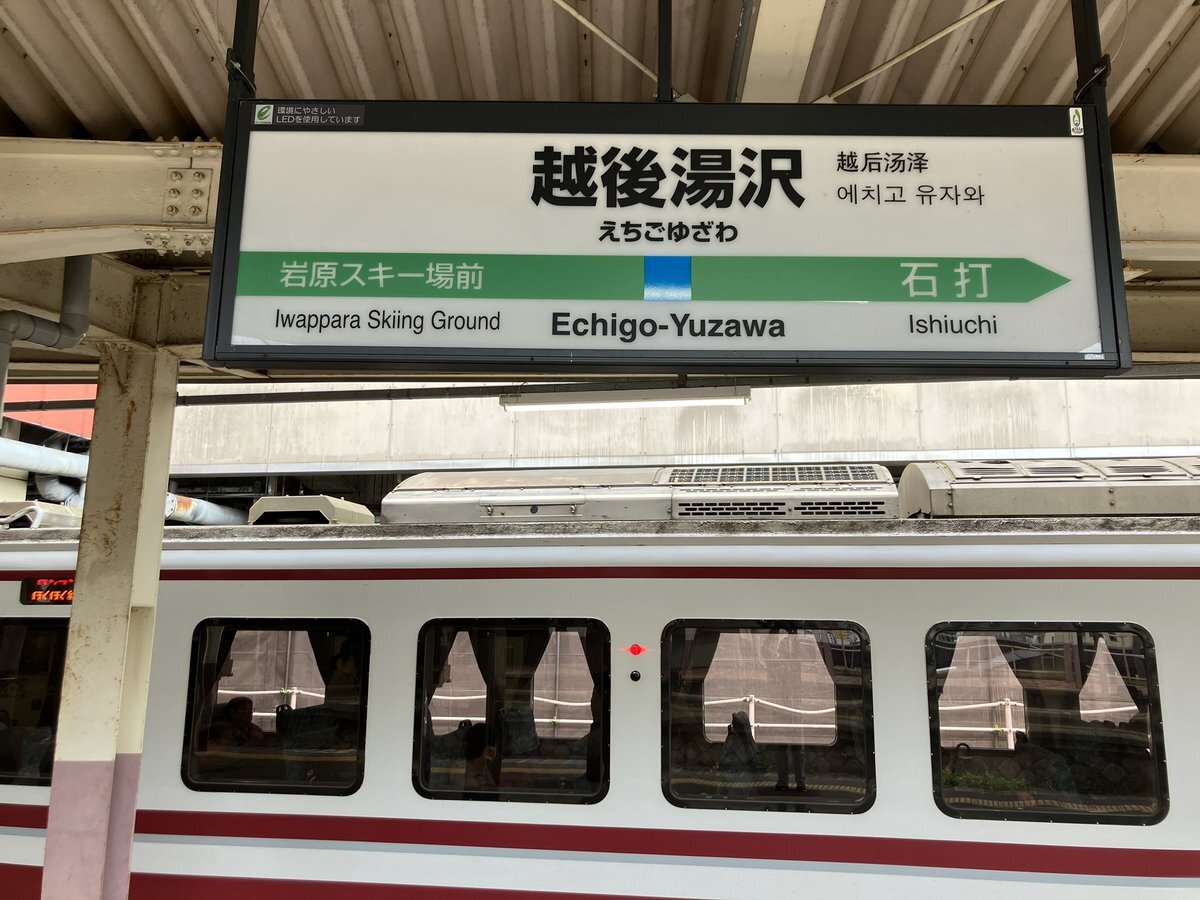 環境にやさしい
LEDを使用しています
越後湯沢
越后汤泽
에치고 유자와
えちごゆざわ
岩原スキー場前
石打
Iwappara Skiing Ground
Echigo-Yuzawa
Ishiuchi